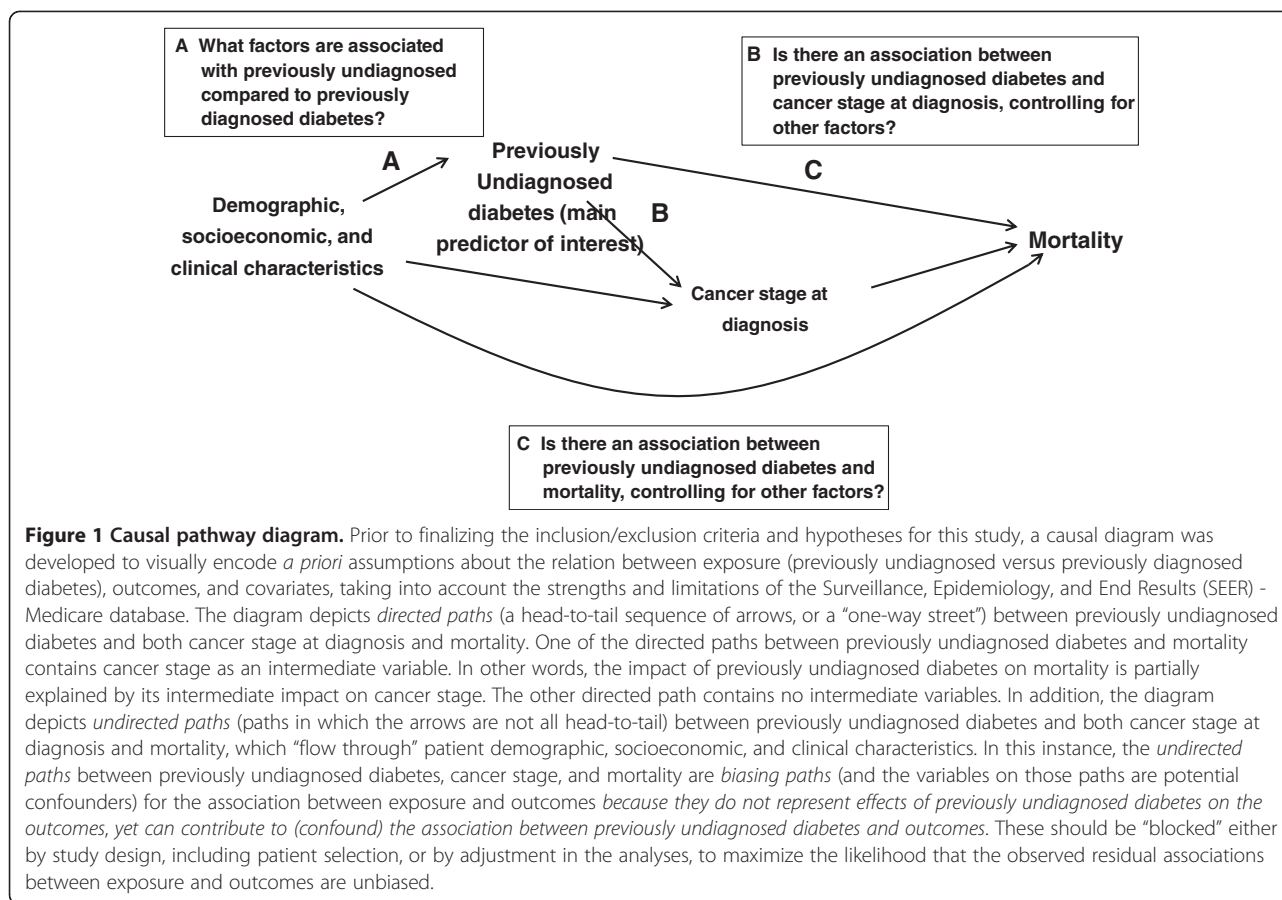 A What factors are associated
with previously undiagnosed
compared to previously
diagnosed diabetes?
B Is there an association between
previously undiagnosed diabetes and
cancer stage at diagnosis, controlling for
other factors?
A
Previously
Undiagnosed
diabetes (main
predictor of interest)
B
C
Demographic,
socioeconomic, and
clinical characteristics
Mortality
Cancer stage at
diagnosis
C Is there an association between
previously undiagnosed diabetes and
mortality, controlling for other factors?
Figure 1 Causal pathway diagram. Prior to finalizing the inclusion/exclusion criteria and hypotheses for this study, a causal diagram was
developed to visually encode a priori assumptions about the relation between exposure (previously undiagnosed versus previously diagnosed
diabetes), outcomes, and covariates, taking into account the strengths and limitations of the Surveillance, Epidemiology, and End Results (SEER) -
Medicare database. The diagram depicts directed paths (a head-to-tail sequence of arrows, or a “one-way street”) between previously undiagnosed
diabetes and both cancer stage at diagnosis and mortality. One of the directed paths between previously undiagnosed diabetes and mortality
contains cancer stage as an intermediate variable. In other words, the impact of previously undiagnosed diabetes on mortality is partially
explained by its intermediate impact on cancer stage. The other directed path contains no intermediate variables. In addition, the diagram
depicts undirected paths (paths in which the arrows are not all head-to-tail) between previously undiagnosed diabetes and both cancer stage at
diagnosis and mortality, which “flow through” patient demographic, socioeconomic, and clinical characteristics. In this instance, the undirected
paths between previously undiagnosed diabetes, cancer stage, and mortality are biasing paths (and the variables on those paths are potential
confounders) for the association between exposure and outcomes because they do not represent effects of previously undiagnosed diabetes on the
outcomes, yet can contribute to (confound) the association between previously undiagnosed diabetes and outcomes. These should be “blocked” either
by study design, including patient selection, or by adjustment in the analyses, to maximize the likelihood that the observed residual associations
between exposure and outcomes are unbiased.